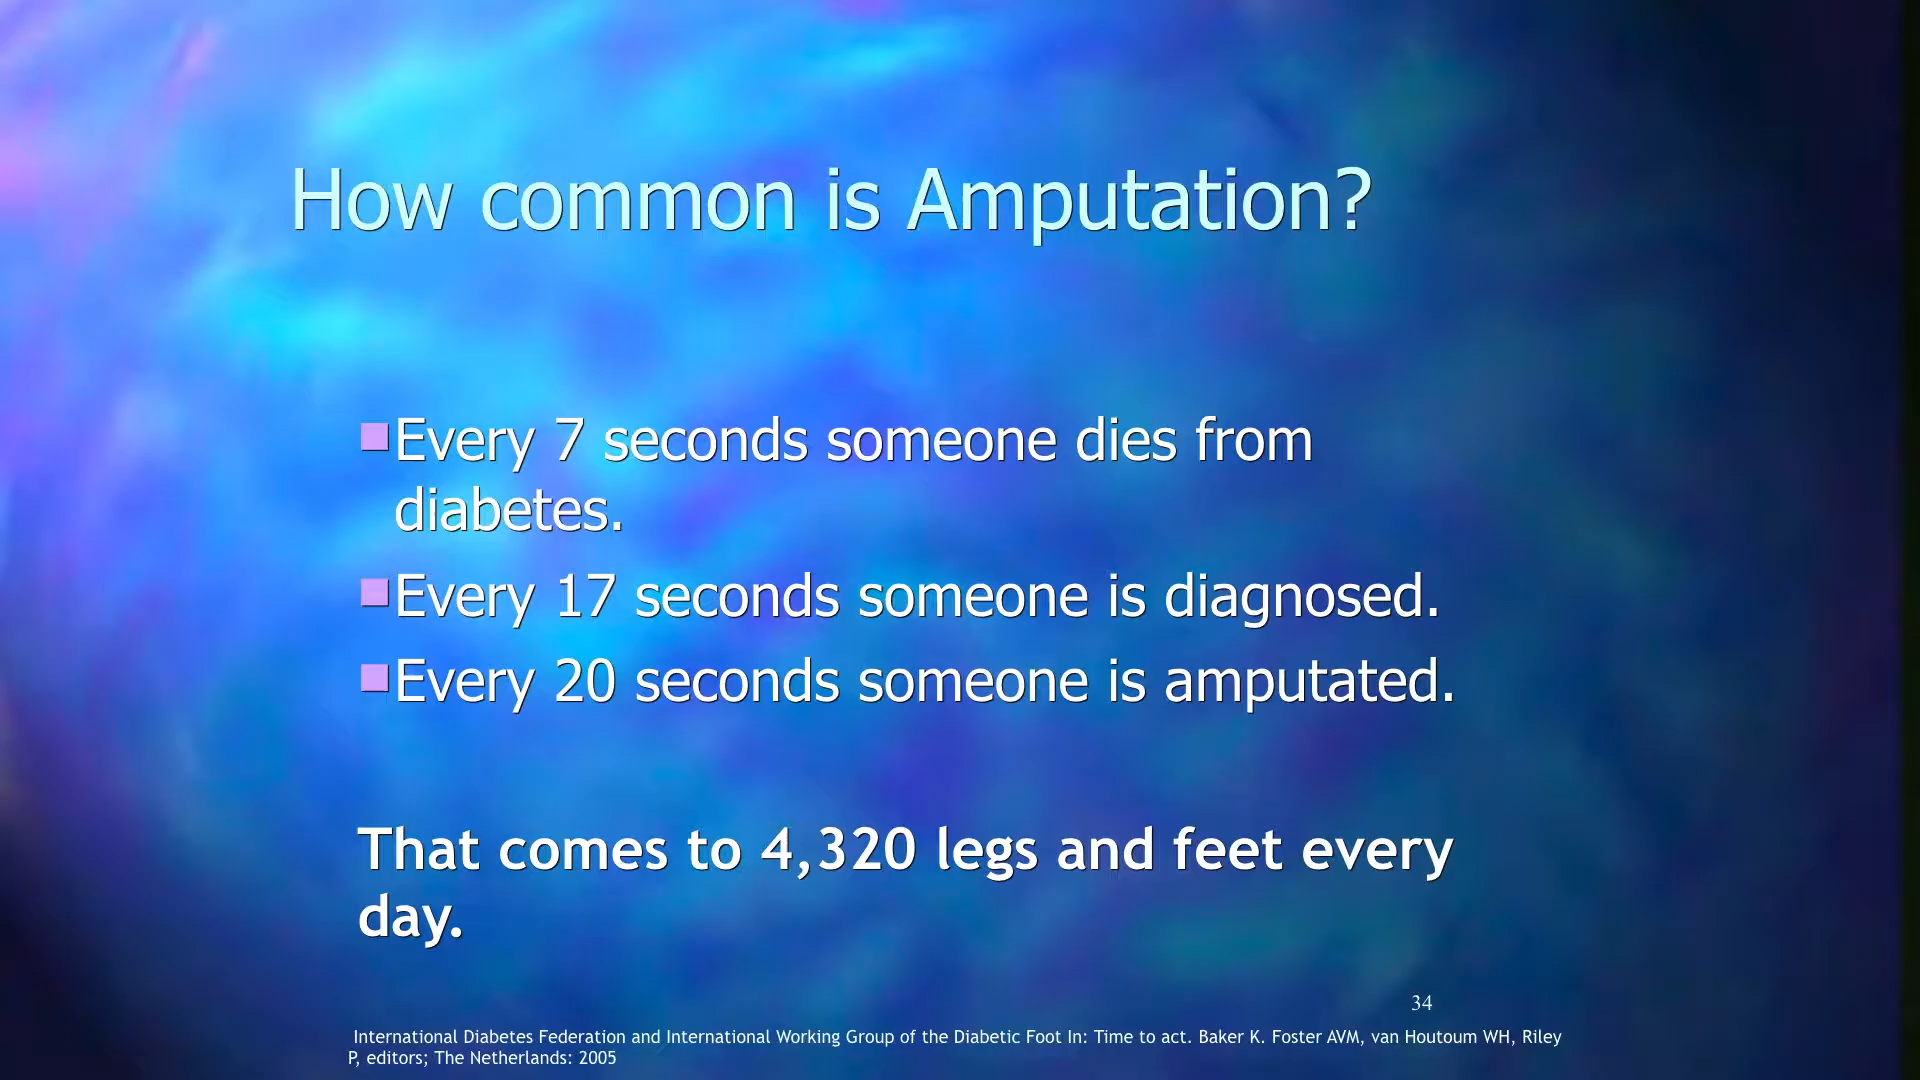 How common is Amputation?
Every 7 seconds someone dies from
diabetes.
Every 17 seconds someone is diagnosed.
Every 20 seconds someone is amputated.
That comes to 4,320 legs and feet every
day.
34
International Diabetes Federation and International Working Group of the Diabetic Foot In: Time to act. Baker K. Foster AVM, van Houtoum WH, Riley
P, editors; The Netherlands: 2005